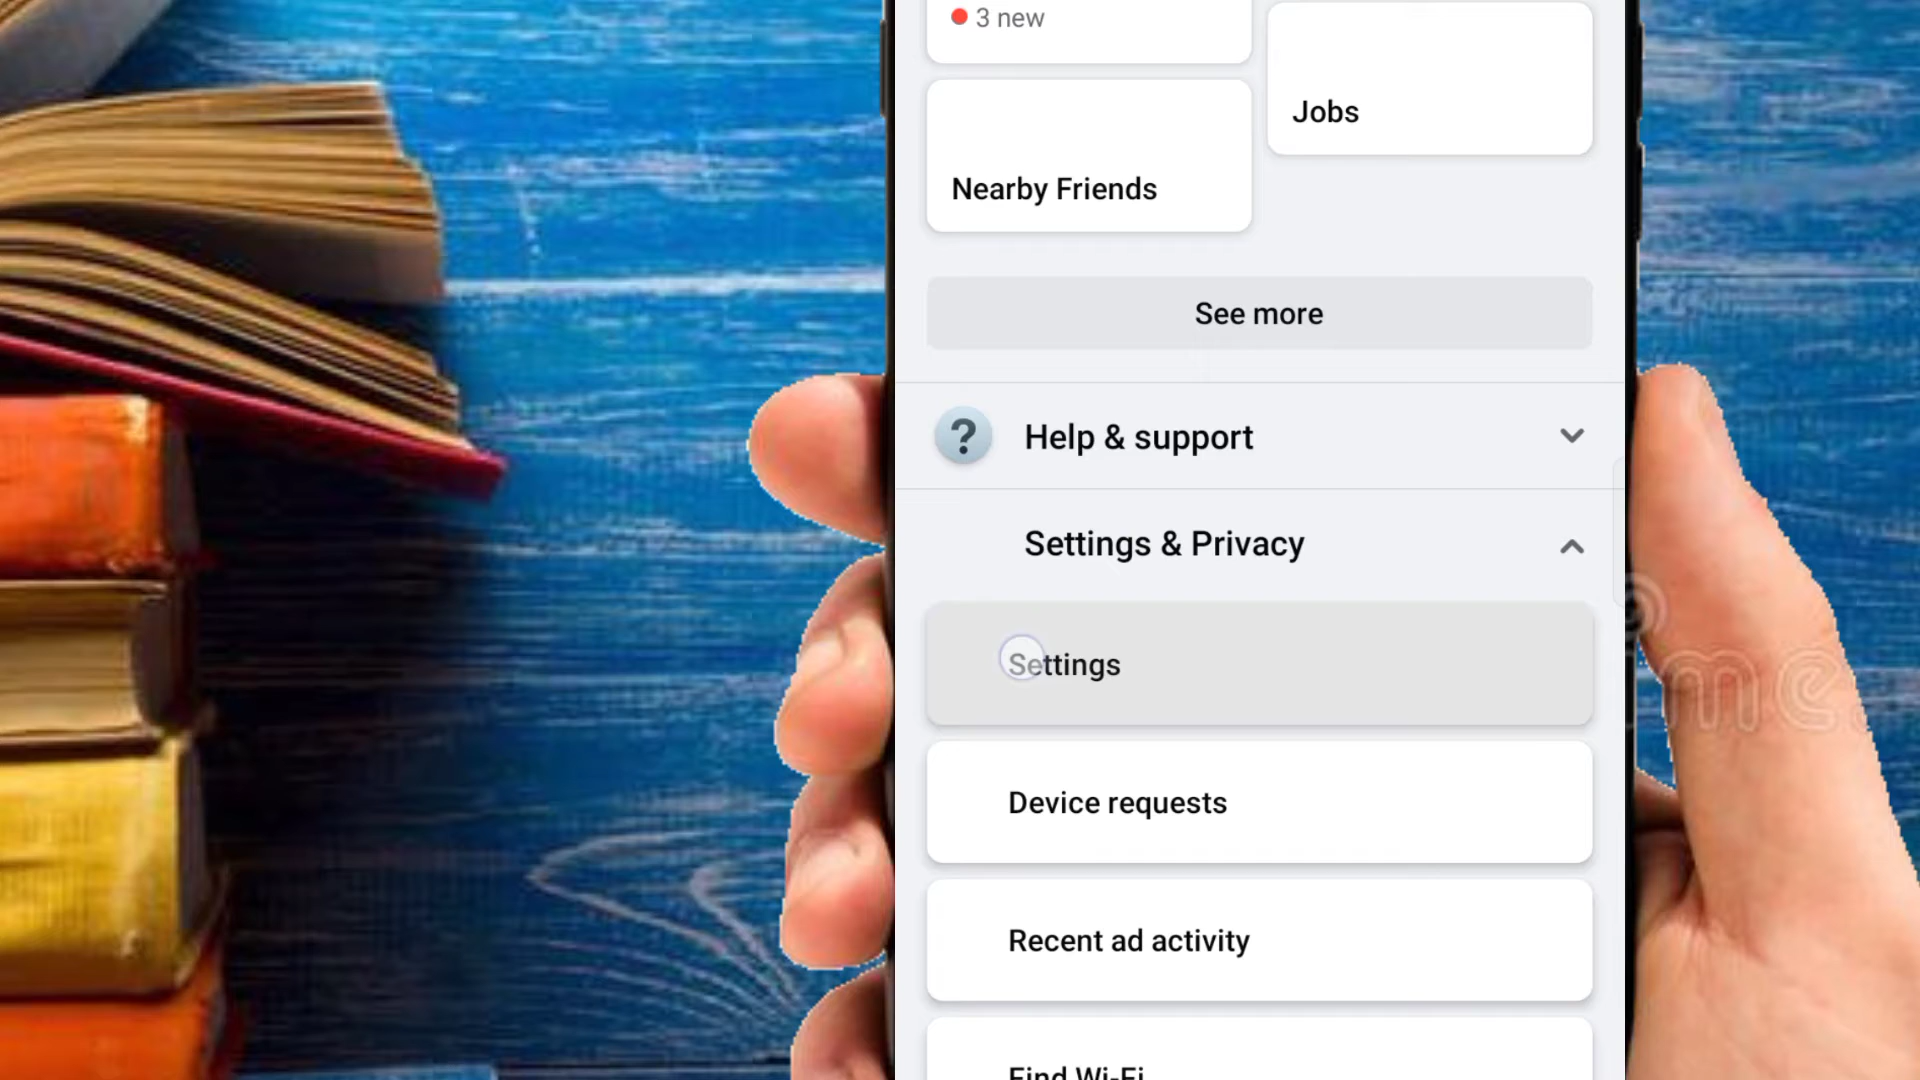 3 new
Jobs
Nearby Friends
See more
? Help & support
Settings & Privacy
Settings
Device requests
Recent ad activity
Find Wi-Fi